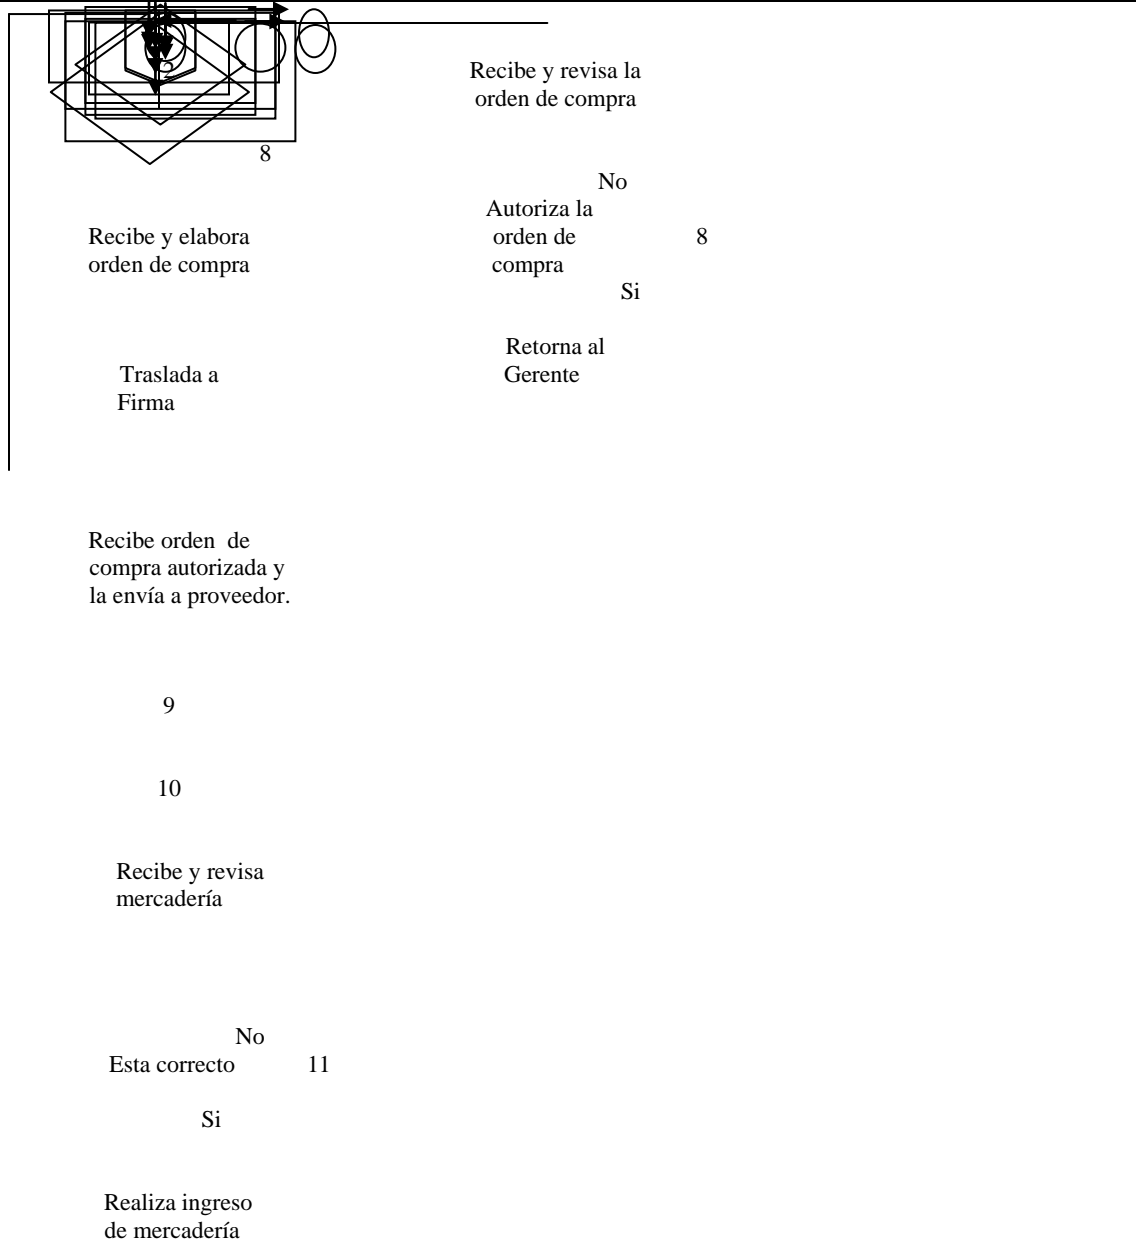 2
Recibe y revisa la
orden de compra
8
No
Autoriza la
orden de
compra
8
Si
Recibe y elabora
orden de compra
Retorna al
Gerente
Traslada a
Firma
Recibe orden de
compra autorizada y
la envía a proveedor.
9
10
Recibe y revisa
mercadería
No
Esta correcto
11
Si
Realiza ingreso
de mercadería